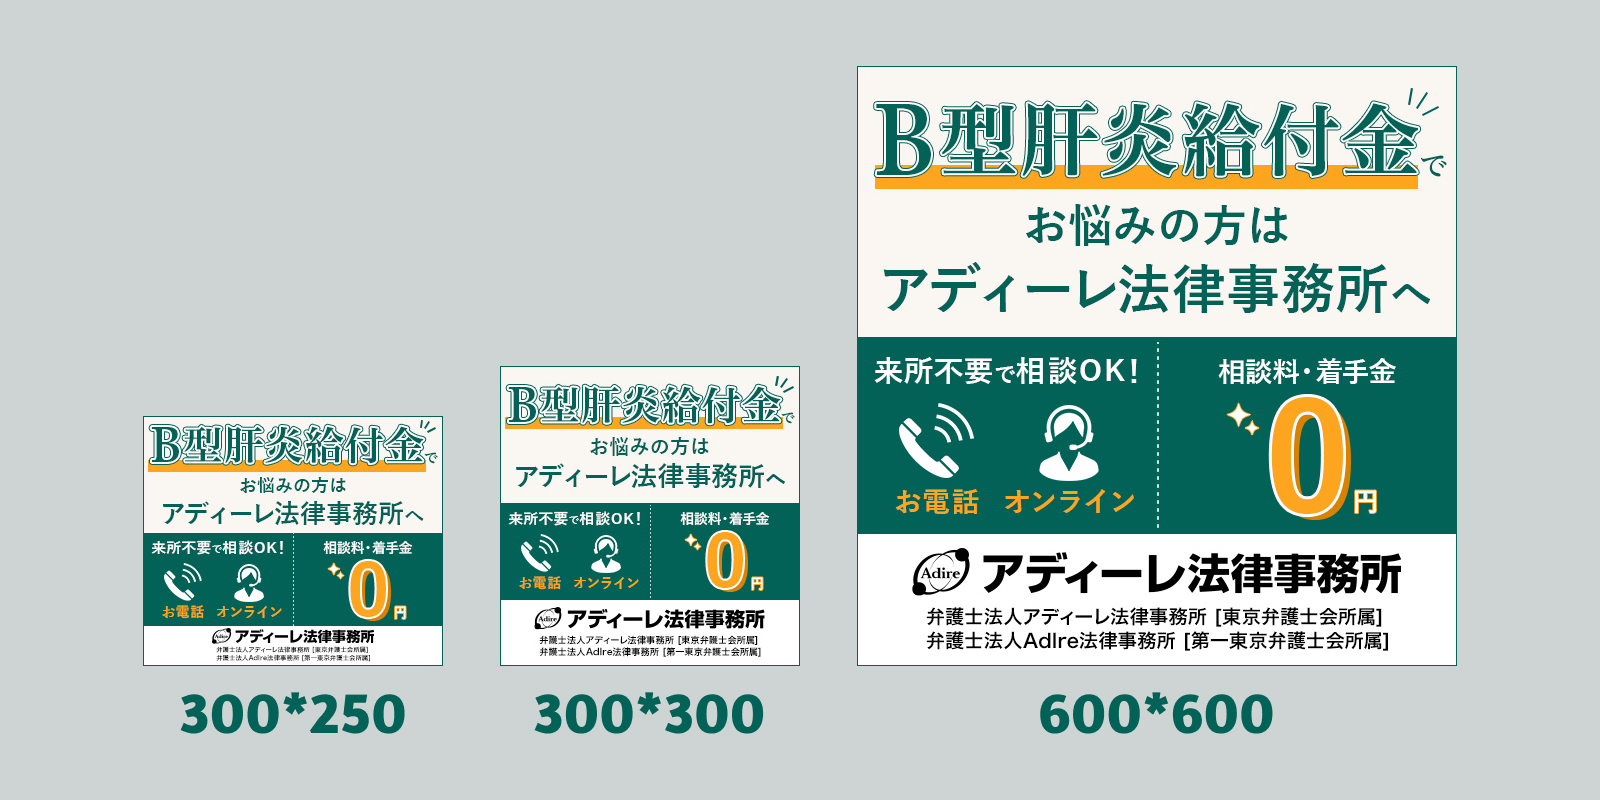 B型肝炎給付金で
お悩みの方は
アディーレ法律事務所へ
来所不要で相談OK!
お電話
オンライン
相談料・着手金
0円
Adire アディーレ法律事務所
弁護士法人アディーレ法律事務所 [東京弁護士会所属]
弁護士法人AdIre法律事務所 [第一東京弁護士会所属]
300*250
B型肝炎給付金で
お悩みの方は
アディーレ法律事務所へ
来所不要で相談OK!
お電話
オンライン
相談料・着手金
0円
Adire アディーレ法律事務所
弁護士法人アディーレ法律事務所 [東京弁護士会所属]
弁護士法人AdIre法律事務所 [第一東京弁護士会所属]
300*300
B型肝炎給付金で
お悩みの方は
アディーレ法律事務所へ
来所不要で相談OK!
お電話
オンライン
相談料・着手金
0円
Adire アディーレ法律事務所
弁護士法人アディーレ法律事務所 [東京弁護士会所属]
弁護士法人AdIre法律事務所 [第一東京弁護士会所属]
600*600